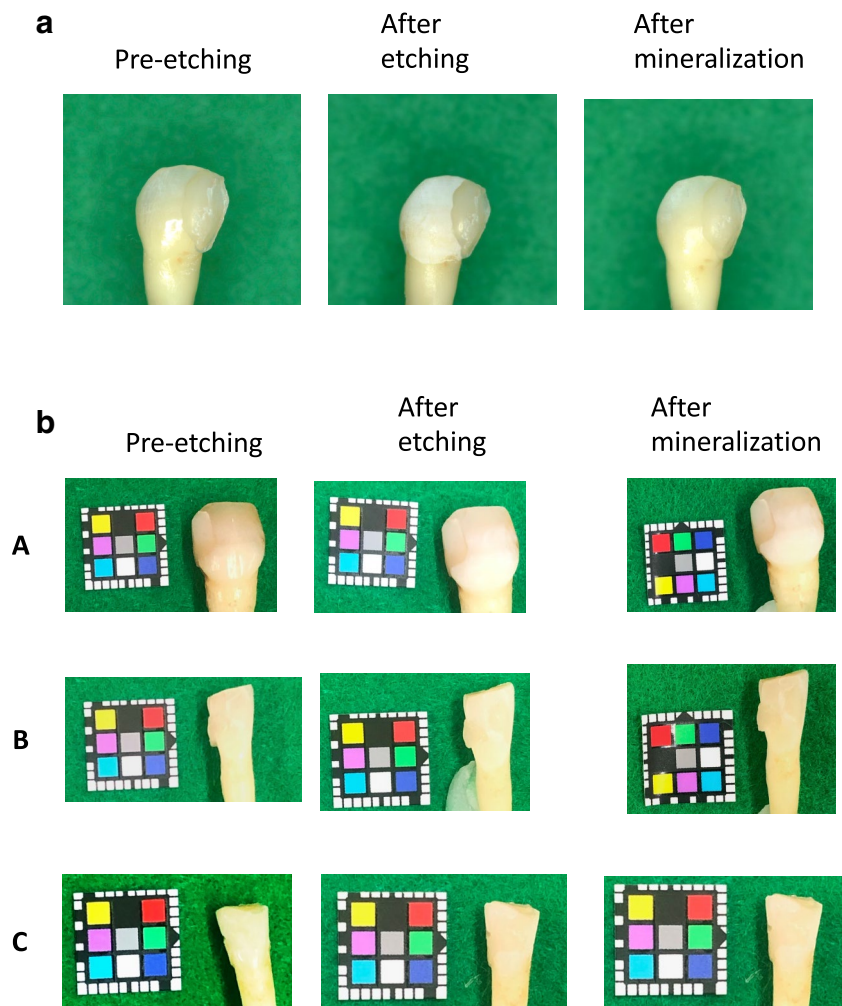 a
Pre-etching
After
etching
After
mineralization
b
Pre-etching
After
etching
After
mineralization
A
B
C